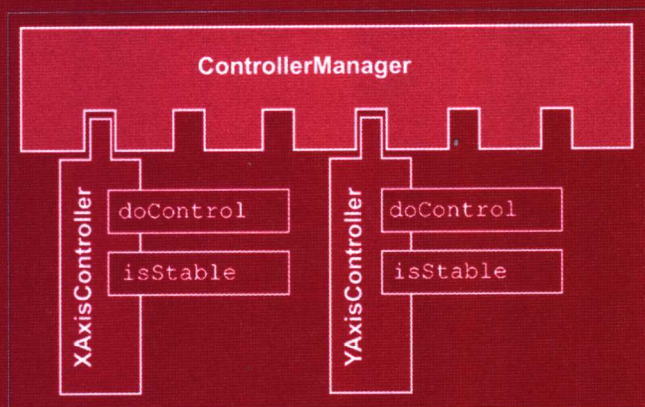 ControllerManager
XAxisController
doControl
isStable
YAxisController
doControl
isStable